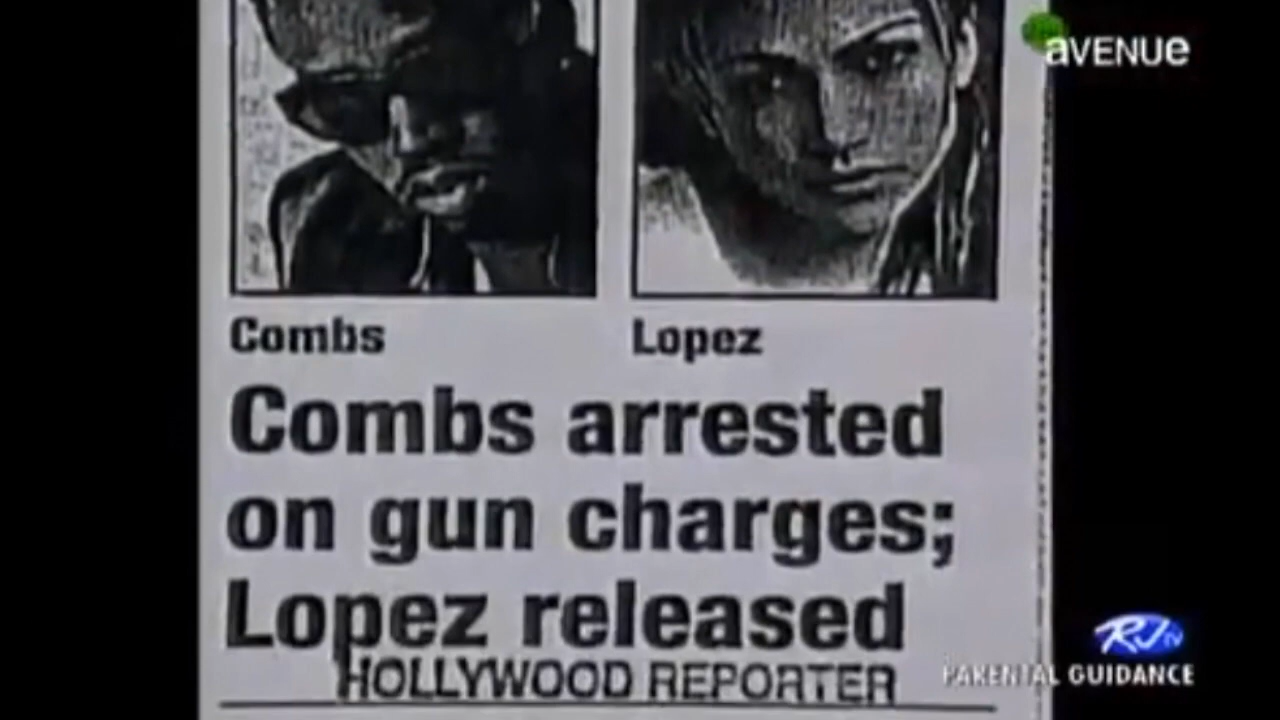 AVENUe
Combs
Lopez
Combs arrested
on gun charges;
Lopez released
HOLLYWOOD REPORTER
RJTV
PARENTAL GUIDANCE